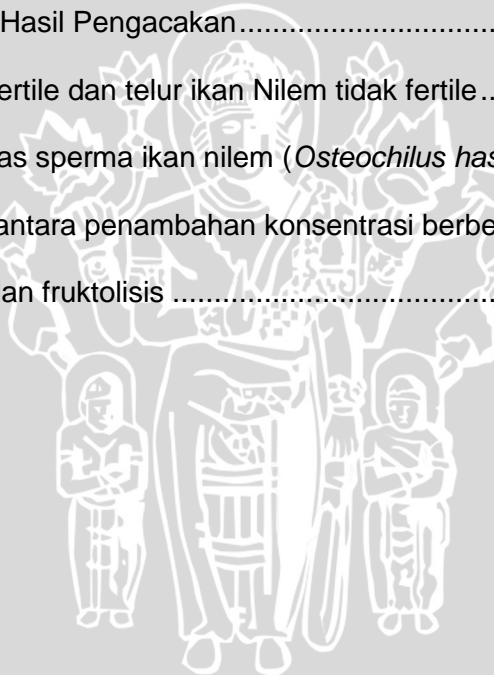 Hasil Pengacakan....................................
ertile dan telur ikan Nilem tidak fertile..
as sperma ikan nilem (Osteochilus has
antara penambahan konsentrasi berbe
an fruktolisis ....................................